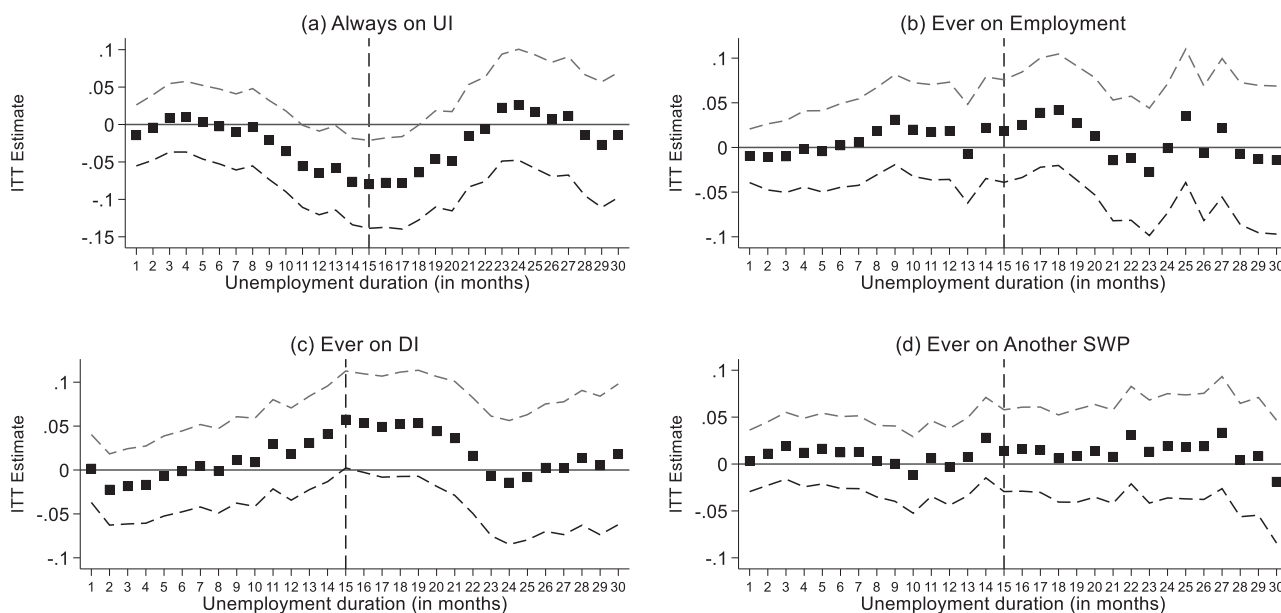 (a) Always on UI
ITT Estimate
.1
.05
0
-.05
-.1
-.15
1 2 3 4 5 6 7 8 9 10 11 12 13 14 15 16 17 18 19 20 21 22 23 24 25 26 27 28 29 30
Unemployment duration (in months)
(b) Ever on Employment
ITT Estimate
.1
.05
0
-.05
-.1
1 2 3 4 5 6 7 8 9 10 11 12 13 14 15 16 17 18 19 20 21 22 23 24 25 26 27 28 29 30
Unemployment duration (in months)
(c) Ever on DI
ITT Estimate
.1
.05
0
-.05
-.1
1 2 3 4 5 6 7 8 9 10 11 12 13 14 15 16 17 18 19 20 21 22 23 24 25 26 27 28 29 30
Unemployment duration (in months)
(d) Ever on Another SWP
ITT Estimate
.1
.05
0
-.05
-.1
1 2 3 4 5 6 7 8 9 10 11 12 13 14 15 16 17 18 19 20 21 22 23 24 25 26 27 28 29 30
Unemployment duration (in months)